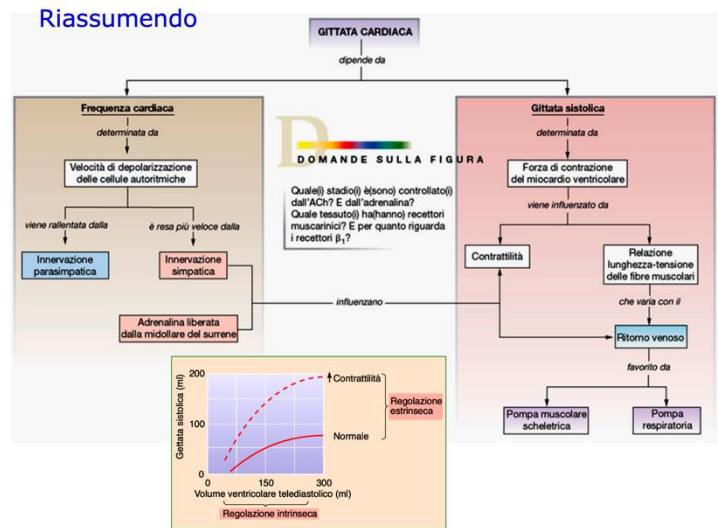 Riassumendo
GITTATA CARDIACA
dipende da
Frequenza cardiaca
determinata da
Velocità di depolarizzazione
delle cellule autoritmiche
viene rallentata dalla
è resa più veloce dalla
Innervazione
parasimpatica
Innervazione
simpatica
Adrenalina liberata
dalla midollare del surrene
D
DOMANDE SULLA FIGURA
Quale(i) stadio(i) è(sono) controllato(i)
dall'ACh? E dall'adrenalina?
Quale tessuto(i) ha(hanno) recettori
muscarinici? E per quanto riguarda
i recettori β1?
influenzano
Gittata sistolica
determinata da
Forza di contrazione
del miocardio ventricolare
viene influenzato da
Contrattilità
Relazione
lunghezza-tensione
delle fibre muscolari
che varia con il
Ritorno venoso
favorito da
Pompa muscolare
scheletrica
Pompa
respiratoria
Gettata sistolica (ml)
200
100
0
0 150 300
Volume ventricolare telediastolico (ml)
Regolazione intrinseca
Contrattilità
Normale
Regolazione
estrinseca